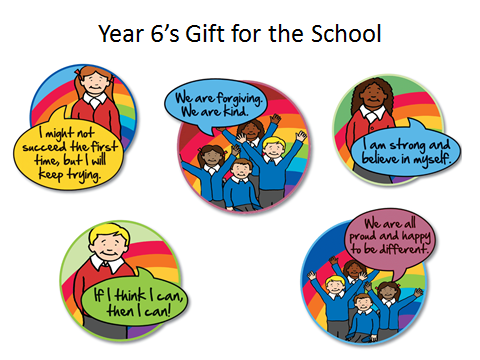 Year 6's Gift for the School
I might not
succeed the first
time, but I will
keep trying.
We are forgiving.
We are kind.
I am strong and
believe in myself.
If I think I can,
then I can!
We are all
proud and happy
to be different.